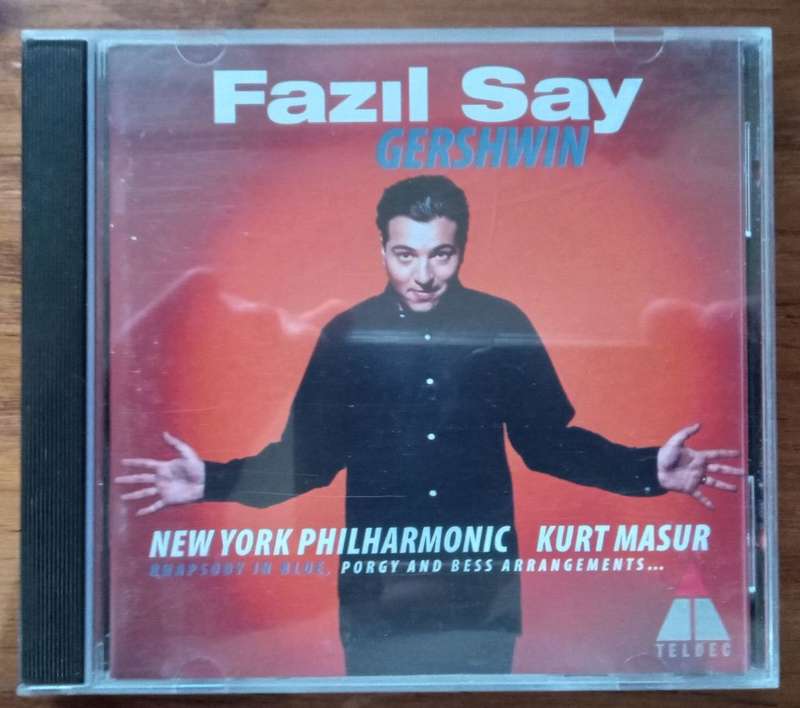 Fazıl Say
GERSHWIN
NEW YORK PHILHARMONIC KURT MASUR
RHAPSODY IN BLUE, PORGY AND BESS ARRANGEMENTS...
TELDEC